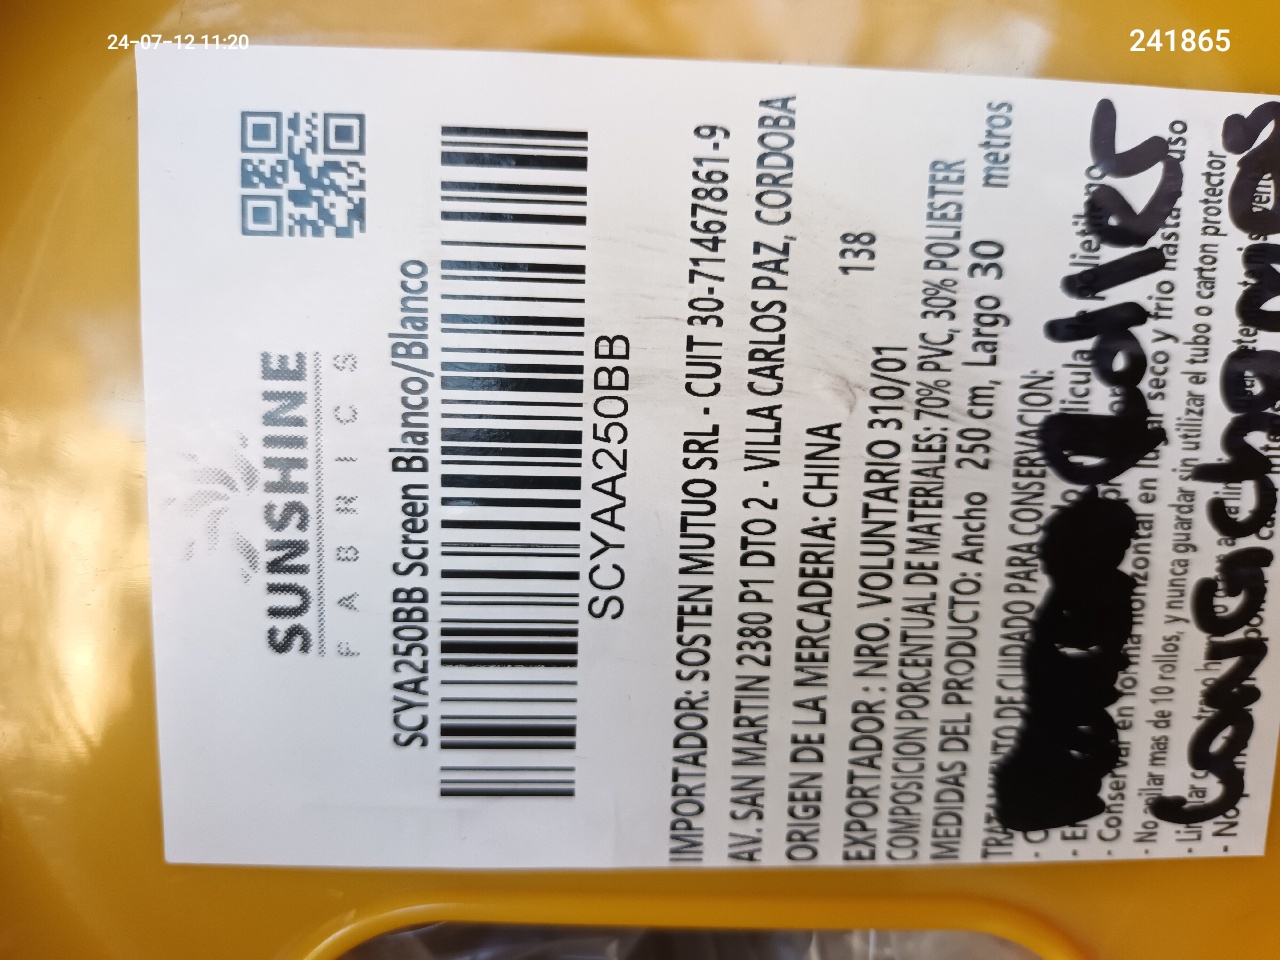 24-07-12 11:20
241865
SUNSHINE
FABRICS
SCYA250BB Screen Blanco/Blanco
SCYAA250BB
IMPORTADOR: SOSTEN MUTUO SRL - CUIT 30-71467861-9
AV. SAN MARTIN 2380 P1 DTO 2 - VILLA CARLOS PAZ, CORDOBA
ORIGEN DE LA MERCADERIA: CHINA 138
EXPORTADOR : NRO. VOLUNTARIO 310/01
COMPOSICION PORCENTUAL DE MATERIALES: 70% PVC, 30% POLIESTER
MEDIDAS DEL PRODUCTO: Ancho 250 cm, Largo 30 metros
TRATAMIENTO DE CUIDADO PARA CONSERVACION:
- Conservar en forma horizontal en lugar seco y frio hasta uso
- No apilar mas de 10 rollos, y nunca guardar sin utilizar el tubo o carton protector